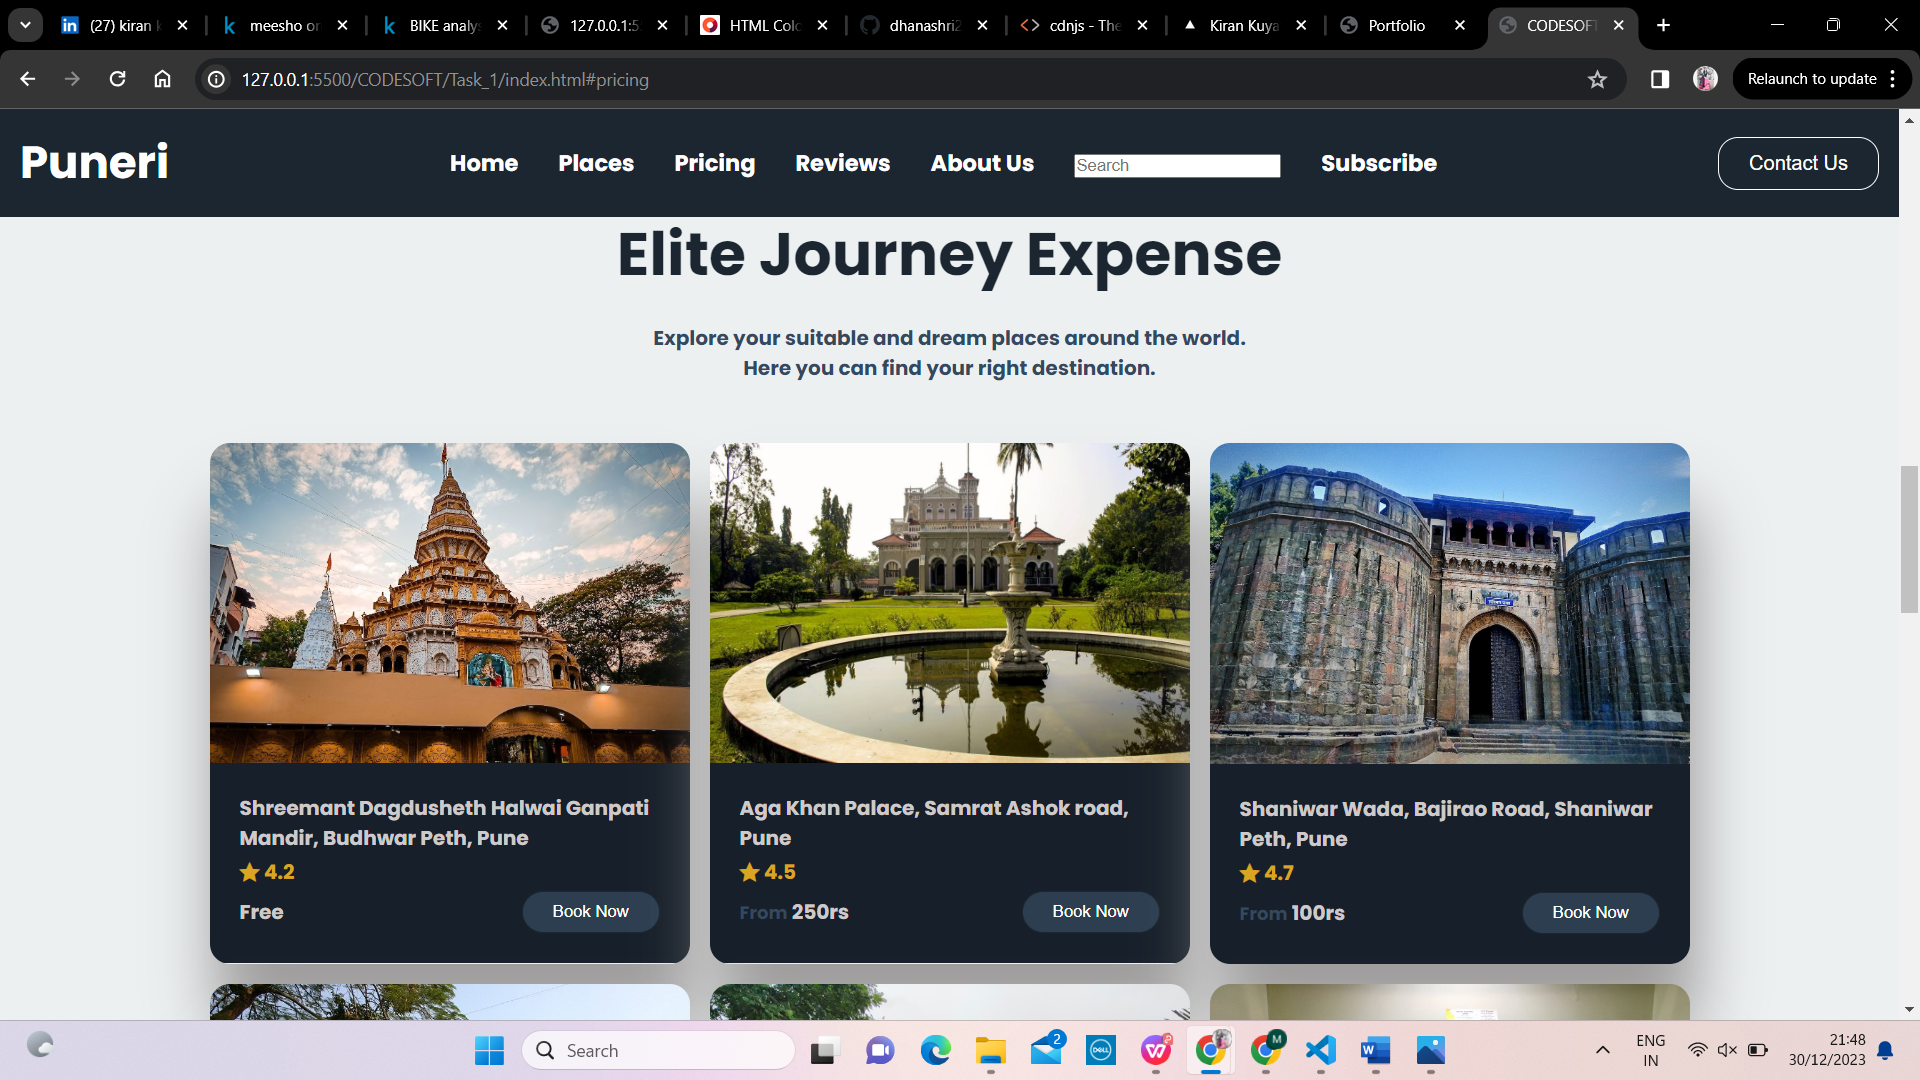 (27) kiran k
meesho or
BIKE analys
127.0.0.1:5
HTML Colo
dhanashri2
cdnjs - The
Kiran Kuya
Portfolio
CODESOFT
127.0.0.1:5500/CODESOFT/Task_1/index.html#pricing
Relaunch to update
Puneri
Home
Places
Pricing
Reviews
About Us
Search
Subscribe
Contact Us
Elite Journey Expense
Explore your suitable and dream places around the world.
Here you can find your right destination.
Shreemant Dagdusheth Halwai Ganpati
Mandir, Budhwar Peth, Pune
4.2
Free
Book Now
Aga Khan Palace, Samrat Ashok road,
Pune
4.5
From 250rs
Book Now
Shaniwar Wada, Bajirao Road, Shaniwar
Peth, Pune
4.7
From 100rs
Book Now
Search
2
DELL
M
W
ENG
IN
21:48
30/12/2023